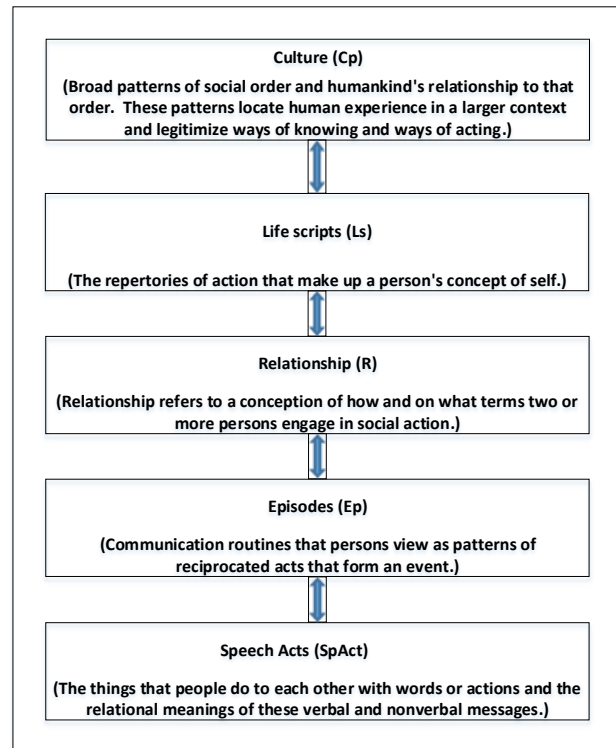 Culture (Cp)
(Broad patterns of social order and humankind's relationship to that
order.  These patterns locate human experience in a larger context
and legitimize ways of knowing and ways of acting.)
Life scripts (Ls)
(The repertories of action that make up a person's concept of self.)
Relationship (R)
(Relationship refers to a conception of how and on what terms two or
more persons engage in social action.)
Episodes (Ep)
(Communication routines that persons view as patterns of
reciprocated acts that form an event.)
Speech Acts (SpAct)
(The things that people do to each other with words or actions and the
relational meanings of these verbal and nonverbal messages.)